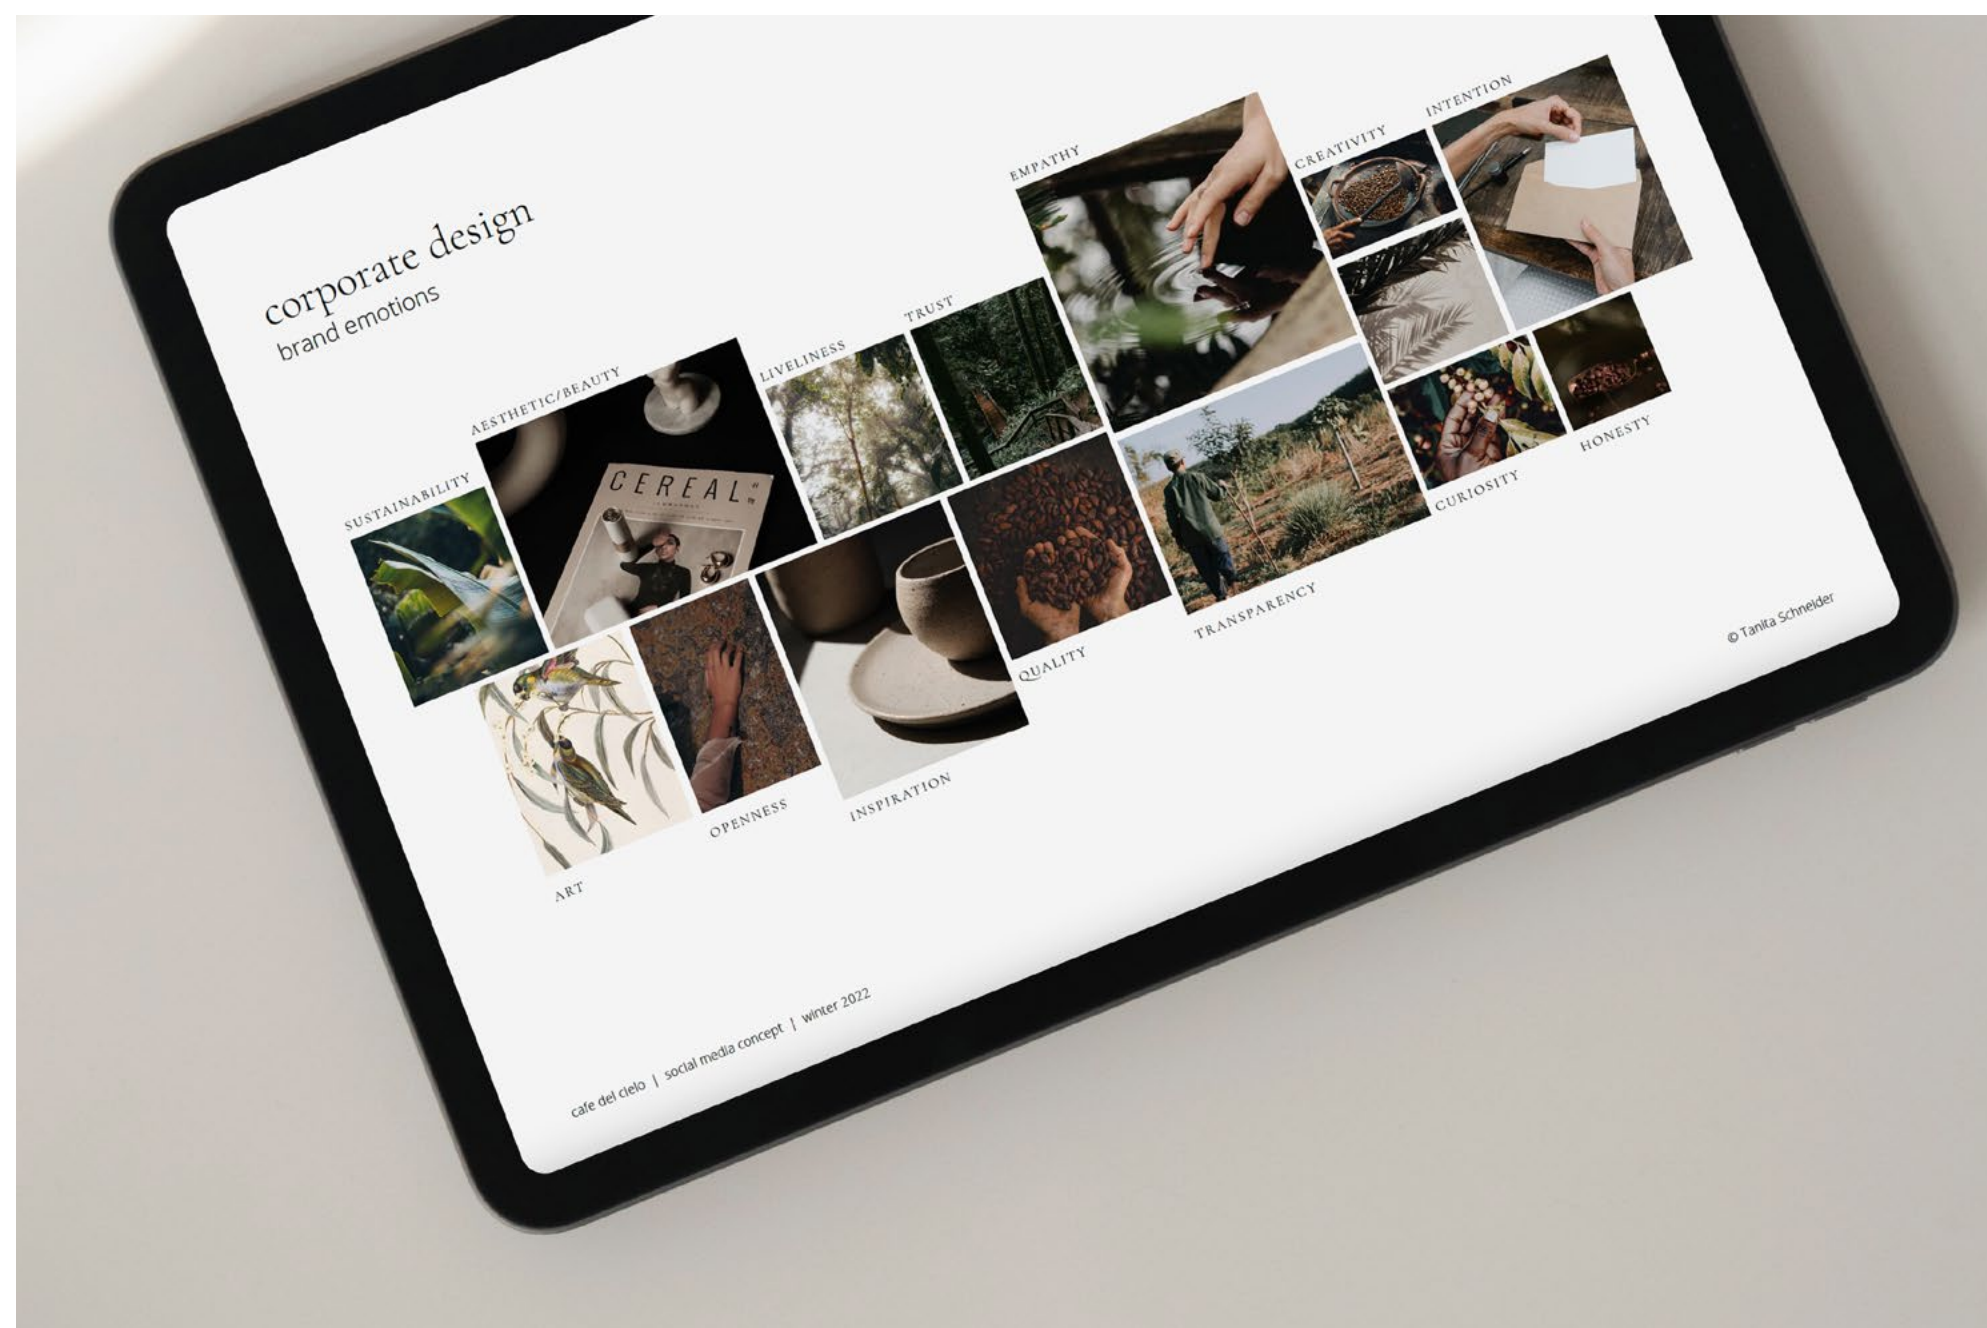 corporate design
brand emotions
SUSTAINABILITY
AESTHETIC/BEAUTY
LIVELINESS
TRUST
EMPATHY
CREATIVITY
INTENTION
CEREAL
ART
OPENNESS
INSPIRATION
QUALITY
TRANSPARENCY
CURIOSITY
HONESTY
cafe del cielo | social media concept | winter 2022
© Tanita Schneider